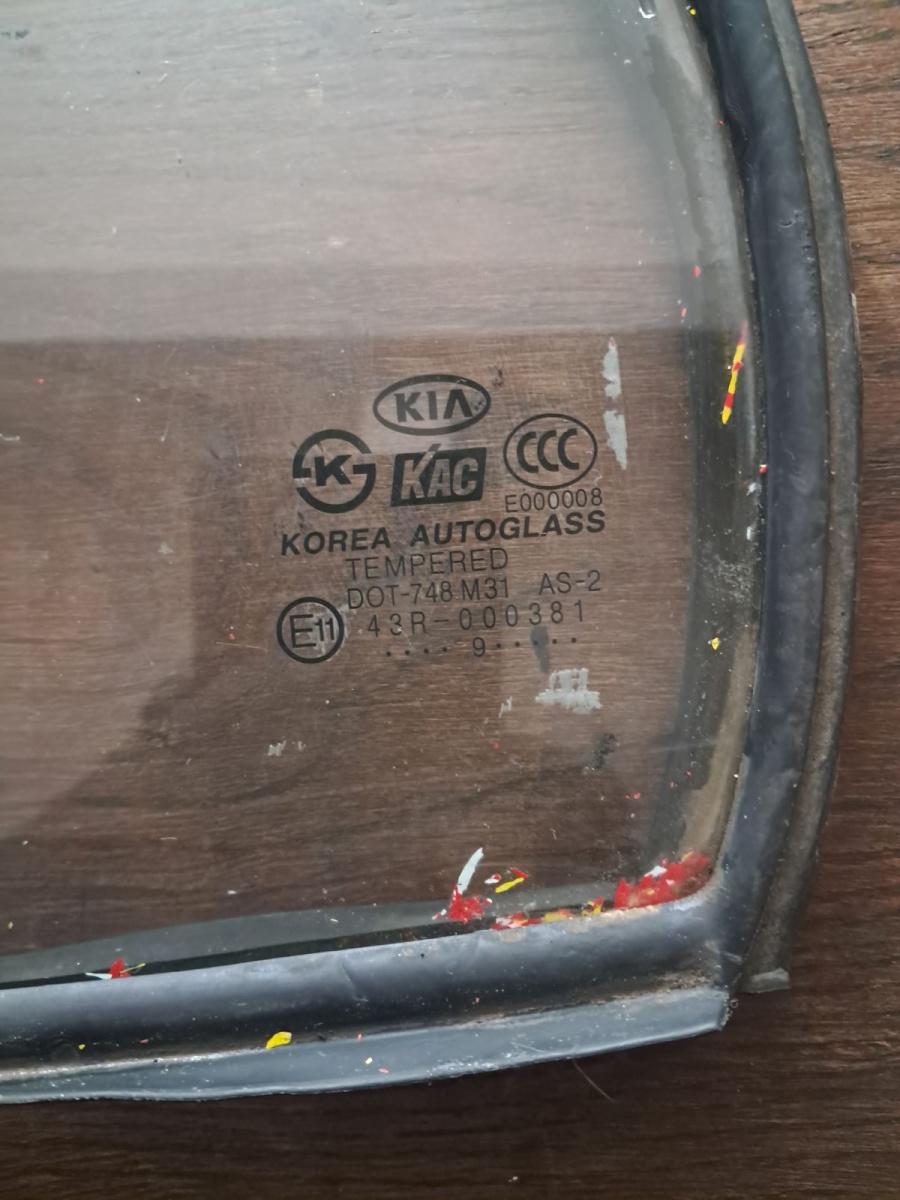 KIA
K KAC CCC
E000008
KOREA AUTOGLASS
TEMPERED
DOT-748 M31 AS-2
E11 43R-000381
.... 9.....